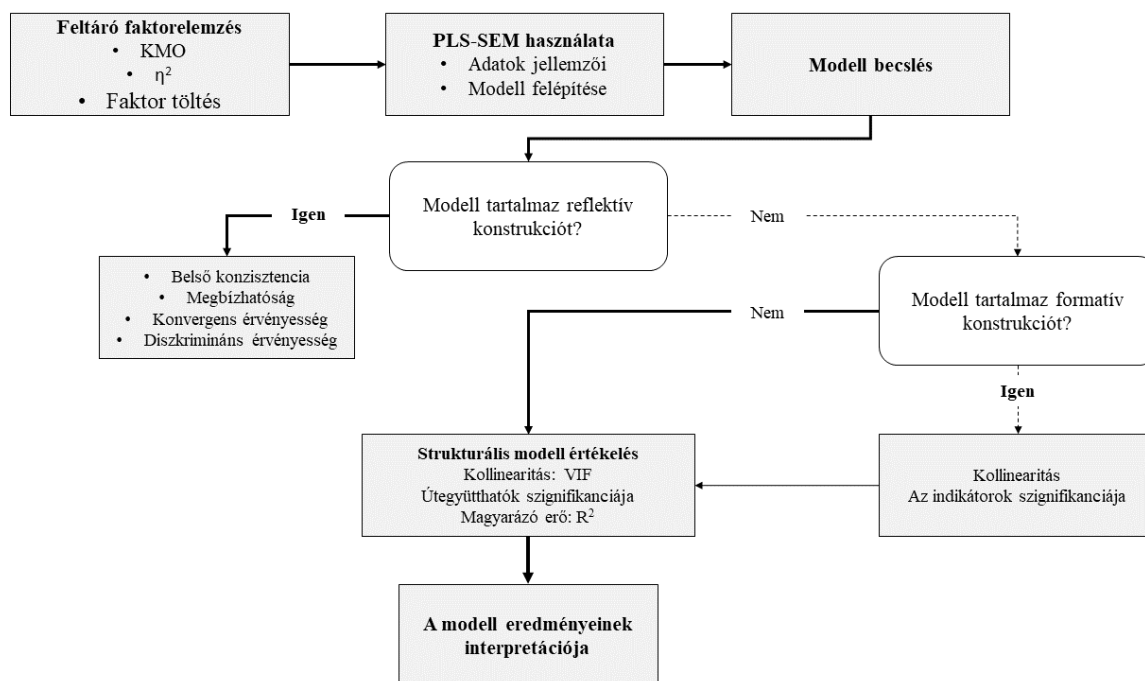 Feltáró faktorelemzés
• KMO
• η²
• Faktor töltés
PLS-SEM használata
• Adatok jellemzői
• Modell felépítése
Modell becslés
Modell tartalmaz reflektív
konstrukciót?
Igen
Nem
• Belső konzisztencia
• Megbízhatóság
• Konvergens érvényesség
• Diszkrimináns érvényesség
Modell tartalmaz formatív
konstrukciót?
Nem
Igen
Strukturális modell értékelés
Kollinearitás: VIF
Útegyütthatók szignifikanciája
Magyarázó erő: R²
Kollinearitás
Az indikátorok szignifikanciája
A modell eredményeinek
interpretációja